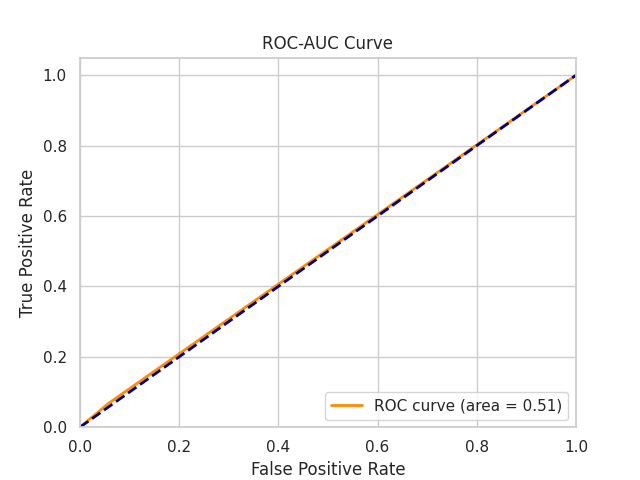 ROC-AUC Curve
True Positive Rate
1.0
0.8
0.6
0.4
0.2
0.0
ROC curve (area = 0.51)
0.0 0.2 0.4 0.6 0.8 1.0
False Positive Rate